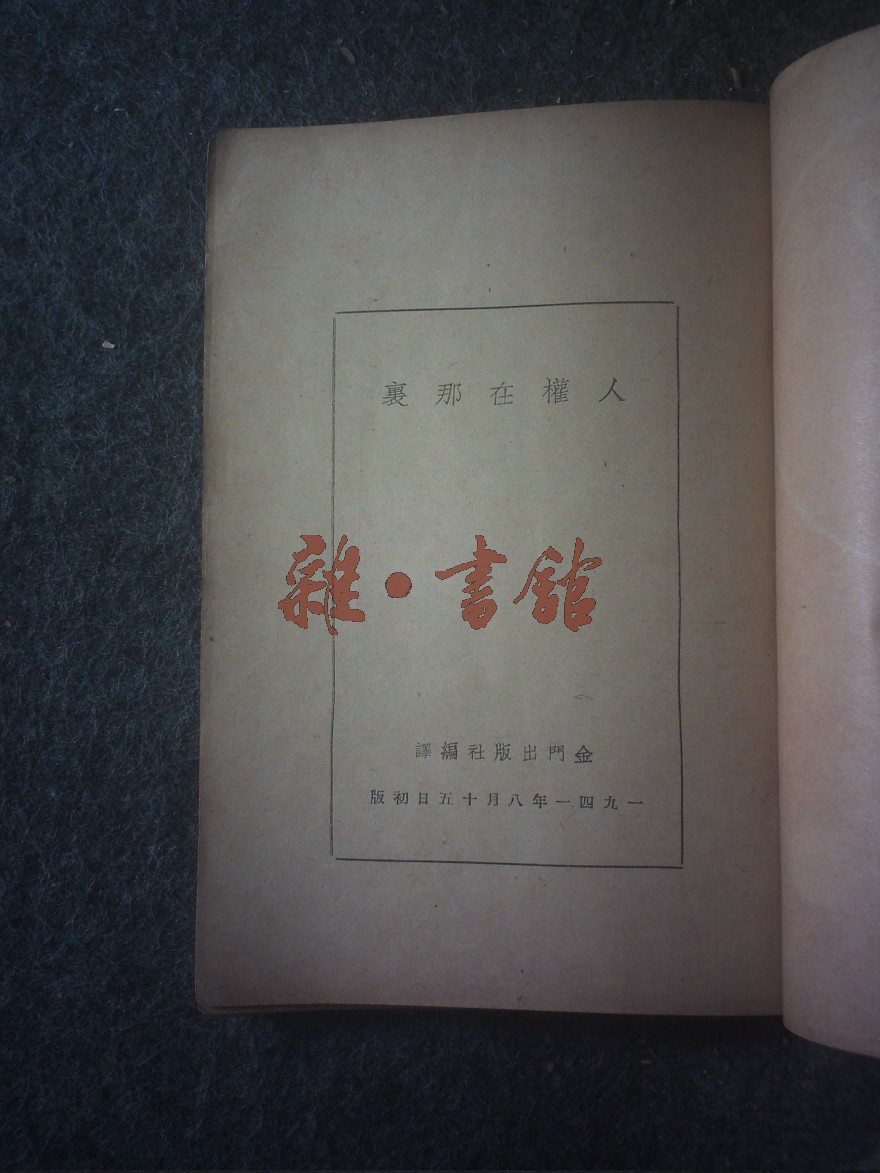 人權在那裏
雜·書館
金門出版社編譯
一九四一年八月十五日初版